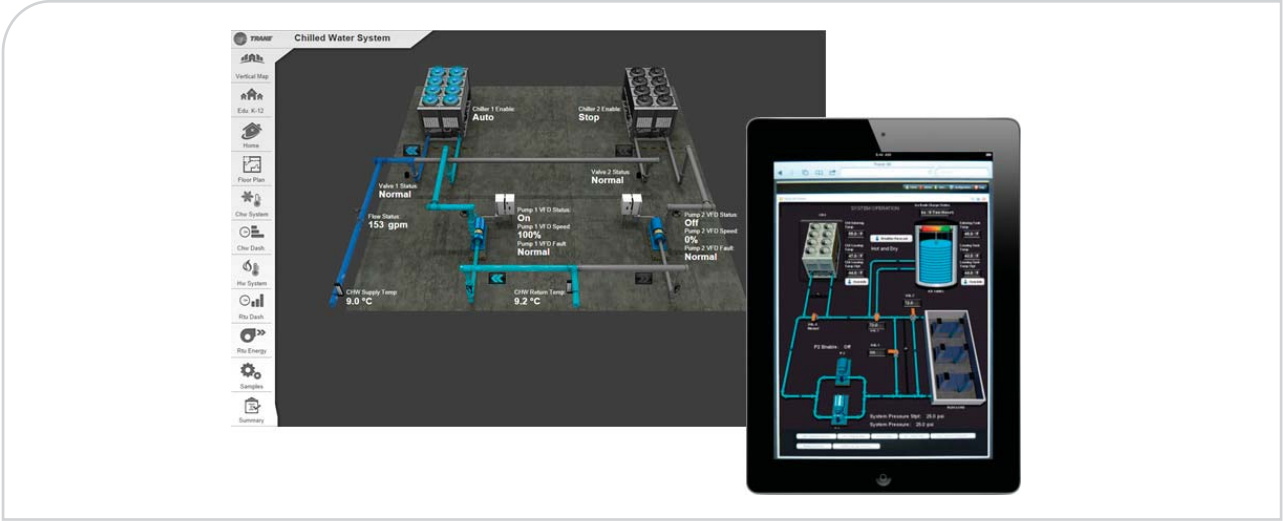 TRANE
Chilled Water System
Vertical Map
Edu: K-12
Home
Floor Plan
Chw System
Chw Dash
Hw System
Rtu Dash
Rtu Energy
Samples
Summary
Chiller 1 Enable:
Auto
Chiller 2 Enable:
Stop
Valve 1 Status
Normal
Valve 2 Status
Normal
Flow Status:
153 gpm
Pump 1 VFD Status:
On
Pump 1 VFD Speed
100%
Pump 1 VFD Fault
Normal
Pump 2 VFD Status:
Off
Pump 2 VFD Speed
0%
Pump 2 VFD Fault:
Normal
CHW Supply Temp
9.0 °C
CHW Return Temp:
9.2 °C
SYSTEM OPERATION
Hot and Dry
P3 Enable: Off
System Pressure Stpt: 25.0 psi
System Pressure: 25.0 psi